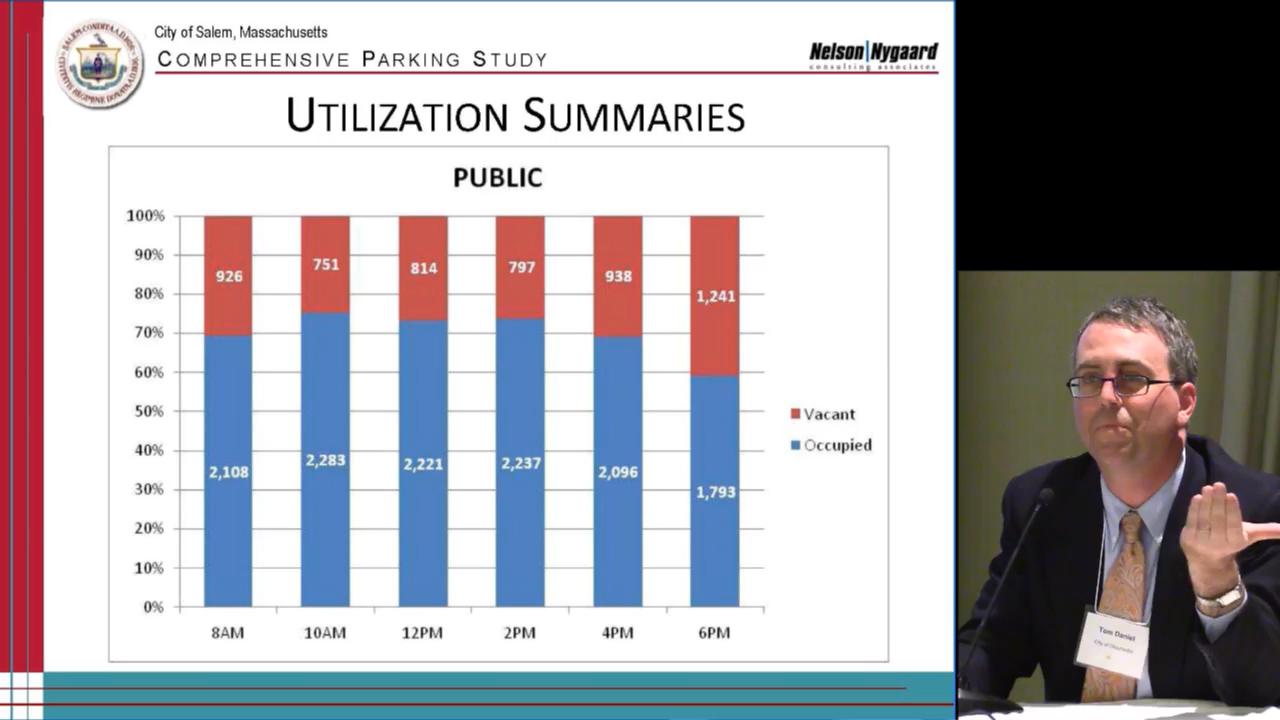 City of Salem, Massachusetts
COMPREHENSIVE PARKING STUDY
Nelson|Nygaard
consulting associates
UTILIZATION SUMMARIES
PUBLIC
100%
90%
80%
70%
60%
50%
40%
30%
20%
10%
0%
926
751
814
797
938
1,241
2,108
2,283
2,221
2,237
2,096
1,793
Vacant
Occupied
8AM
10AM
12PM
2PM
4PM
6PM
Tom Daniel
City of